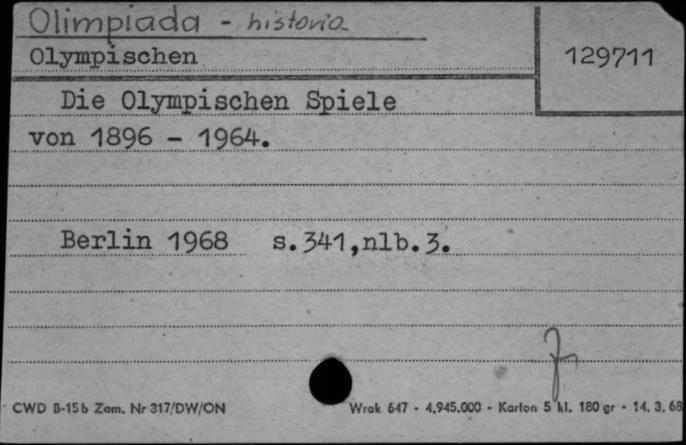 Olimpiada - historia
Olympischen
129711
Die Olympischen Spiele
von 1896 - 1964.
Berlin 1968 s.341,nlb.3.
CWD B-15b Zam. Nr 317/DW/ON
Wrak 647 - 4.945.000 - Karton 5 kl. 180 gr - 14. 3. 68